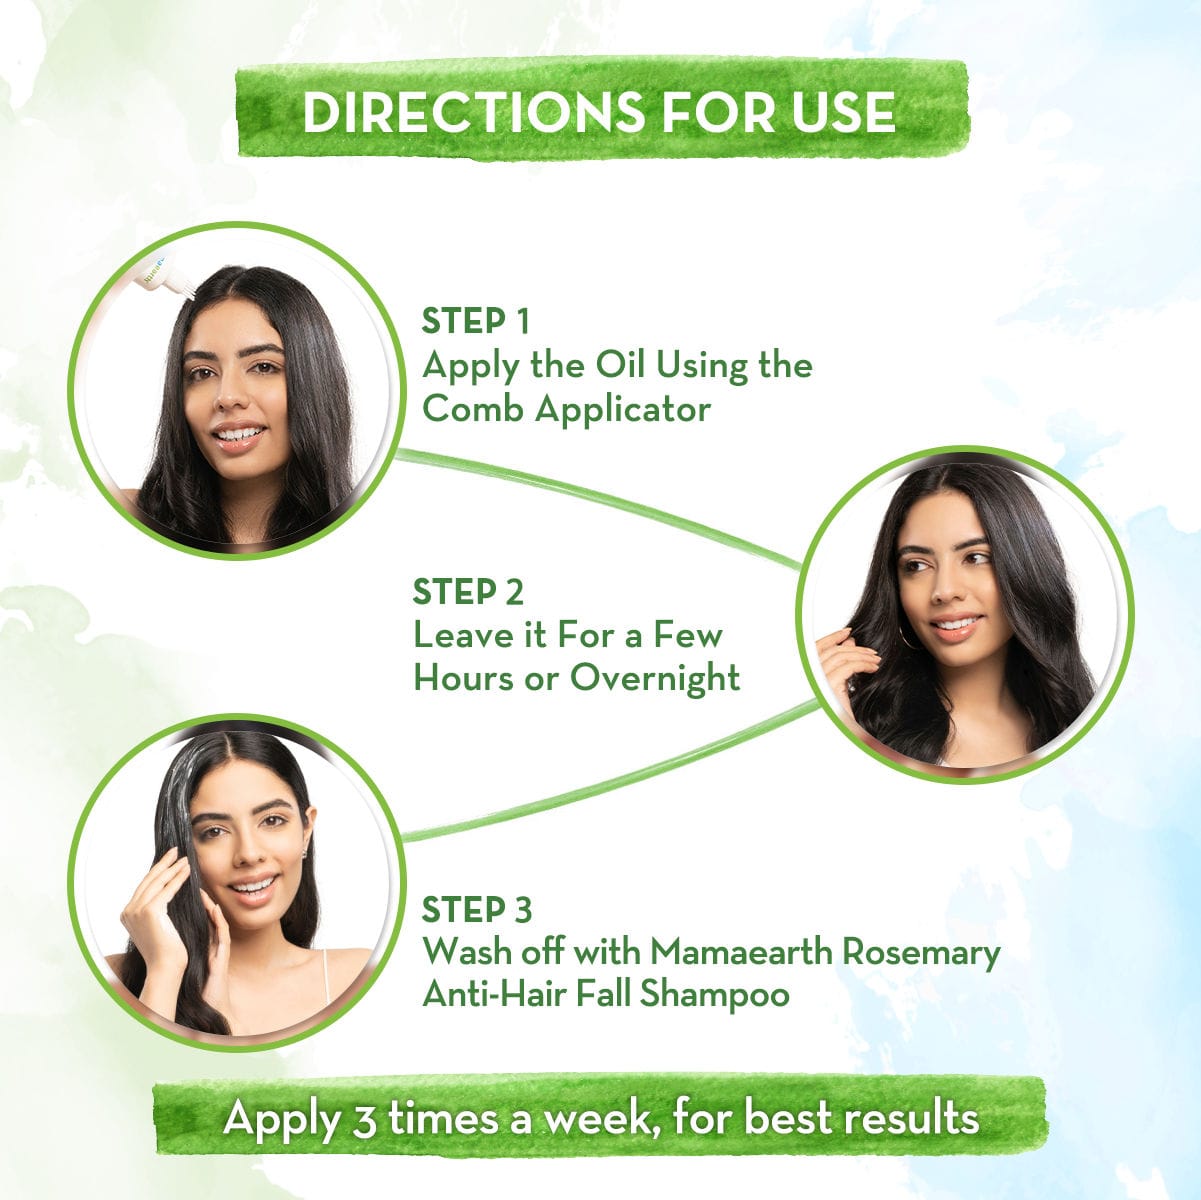 DIRECTIONS FOR USE
STEP 1
Apply the Oil Using the
Comb Applicator
STEP 2
Leave it For a Few
Hours or Overnight
STEP 3
Wash off with Mamaearth Rosemary
Anti-Hair Fall Shampoo
Apply 3 times a week, for best results